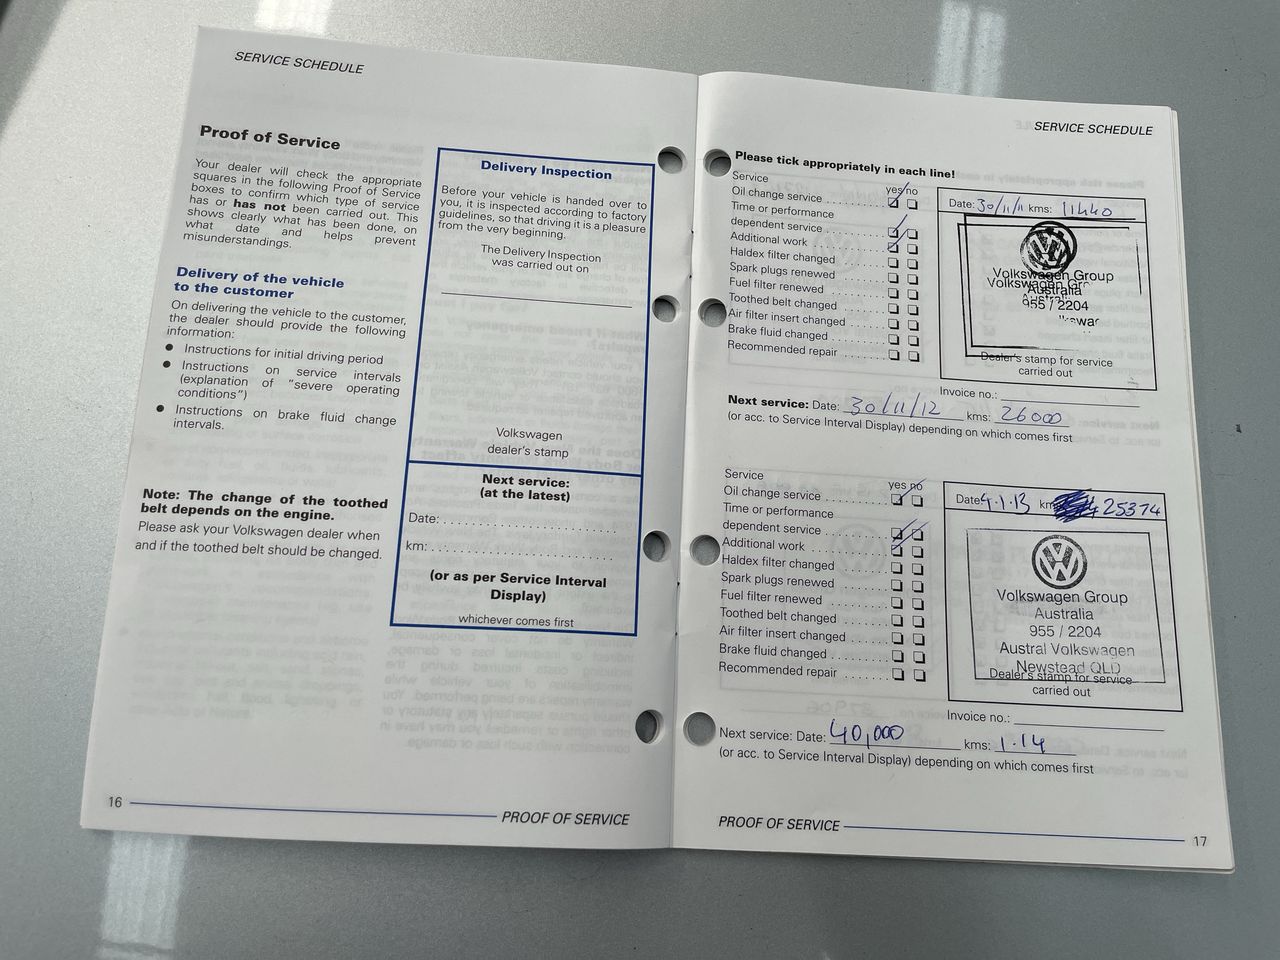 SERVICE SCHEDULE
Proof of Service
Your dealer will check the appropriate
squares in the following Proof of Service
boxes to confirm which type of service
has or has not been carried out. This
shows clearly what has been done, on
what date and helps prevent
misunderstandings.
Delivery of the vehicle
to the customer
On delivering the vehicle to the customer,
the dealer should provide the following
information:
● Instructions for initial driving period
● Instructions on service intervals
(explanation of "severe operating
conditions")
● Instructions on brake fluid change
intervals.
Note: The change of the toothed
belt depends on the engine.
Please ask your Volkswagen dealer when
and if the toothed belt should be changed.
Delivery Inspection
Before your vehicle is handed over to
you, it is inspected according to factory
guidelines, so that driving it is a pleasure
from the very beginning.
The Delivery Inspection
was carried out on
Volkswagen
dealer's stamp
Next service:
(at the latest)
Date:
km:
(or as per Service Interval
Display)
whichever comes first
16
PROOF OF SERVICE
SERVICE SCHEDULE
Please tick appropriately in each line!
Service yes no
Oil change service
Time or performance
dependent service
Additional work
Haldex filter changed
Spark plugs renewed
Fuel filter renewed
Toothed belt changed
Air filter insert changed
Brake fluid changed
Recommended repair
Date: 30/11/11 kms: 11440
Volkswagen Group
Australia
955 / 2204
Dealer's stamp for service
carried out
Invoice no.:
Next service: Date: 30/11/12 kms: 26000
(or acc. to Service Interval Display) depending on which comes first
Service yes no
Oil change service
Time or performance
dependent service
Additional work
Haldex filter changed
Spark plugs renewed
Fuel filter renewed
Toothed belt changed
Air filter insert changed
Brake fluid changed
Recommended repair
Date: 4.1.13 km 25374
Volkswagen Group
Australia
955 / 2204
Austral Volkswagen
Newstead QLD
Dealer's stamp for service
carried out
Invoice no.:
Next service: Date: 40,000 kms: 1.14
(or acc. to Service Interval Display) depending on which comes first
PROOF OF SERVICE
17